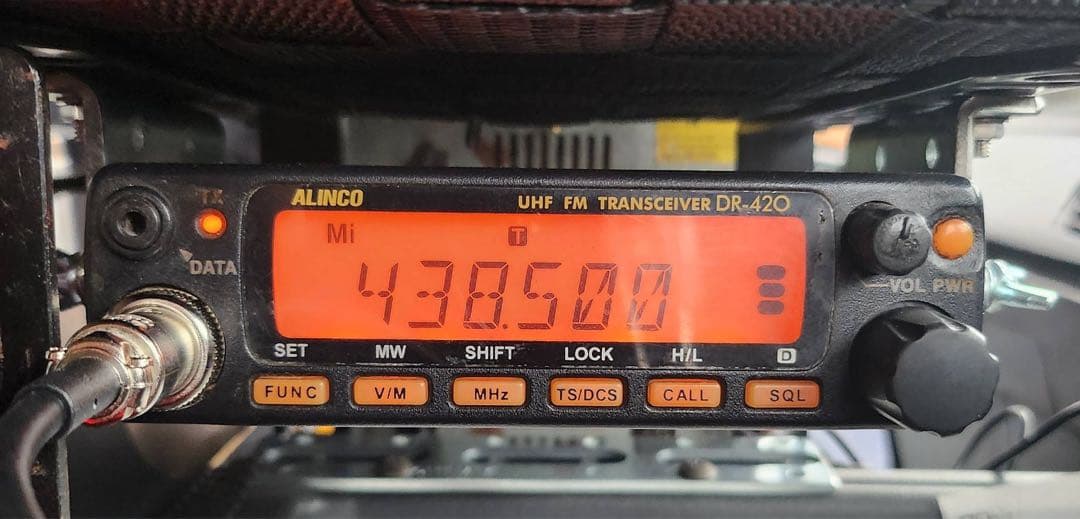 ALINCO UHF FM TRANSCEIVER DR-420
TX
DATA
Mi T
438.500
VOL PWR
SET MW SHIFT LOCK H/L D
FUNC V/M MHz TS/DCS CALL SQL